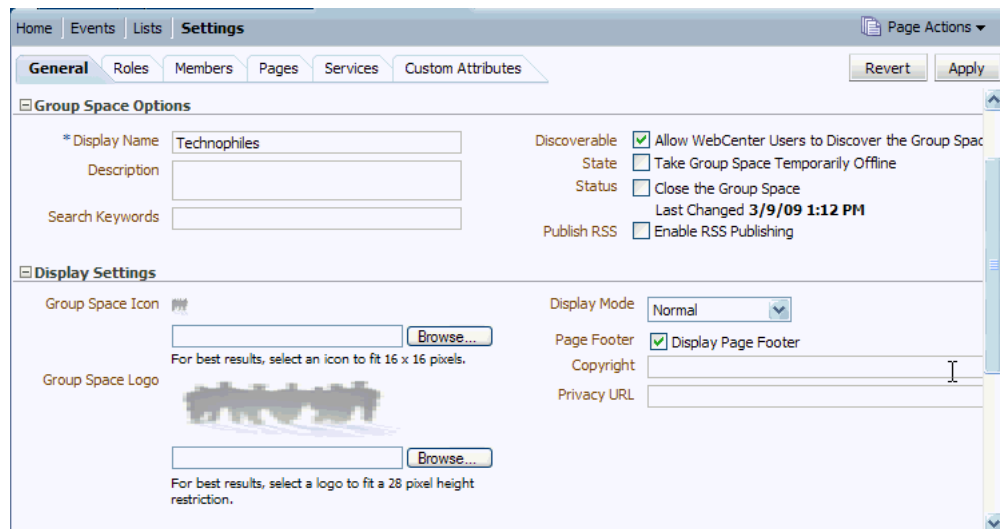 Home Events Lists Settings Page Actions
General Roles Members Pages Services Custom Attributes Revert Apply
Group Space Options
* Display Name Technophiles
Description
Search Keywords
Discoverable Allow WebCenter Users to Discover the Group Spac
State Take Group Space Temporarily Offline
Status Close the Group Space
Last Changed 3/9/09 1:12 PM
Publish RSS Enable RSS Publishing
Display Settings
Group Space Icon
Browse...
For best results, select an icon to fit 16 x 16 pixels.
Group Space Logo
Browse...
For best results, select a logo to fit a 28 pixel height
restriction.
Display Mode Normal
Page Footer Display Page Footer
Copyright
Privacy URL